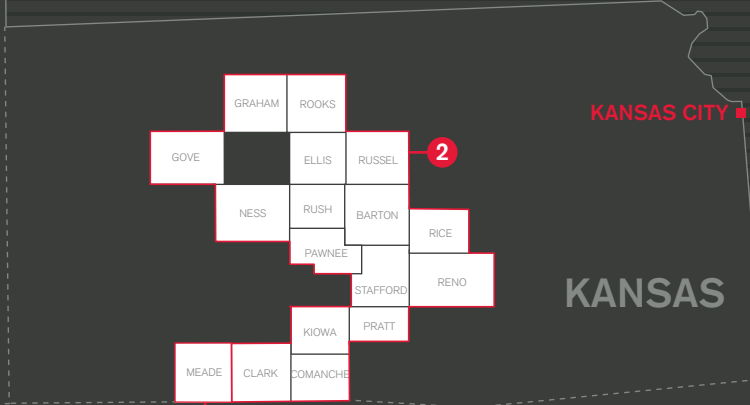 GRAHAM
ROOKS
KANSAS CITY
GOVE
ELLIS
RUSSEL
2
NESS
RUSH
BARTON
RICE
PAWNEE
STAFFORD
RENO
KANSAS
KIOWA
PRATT
MEADE
CLARK
COMANCHE